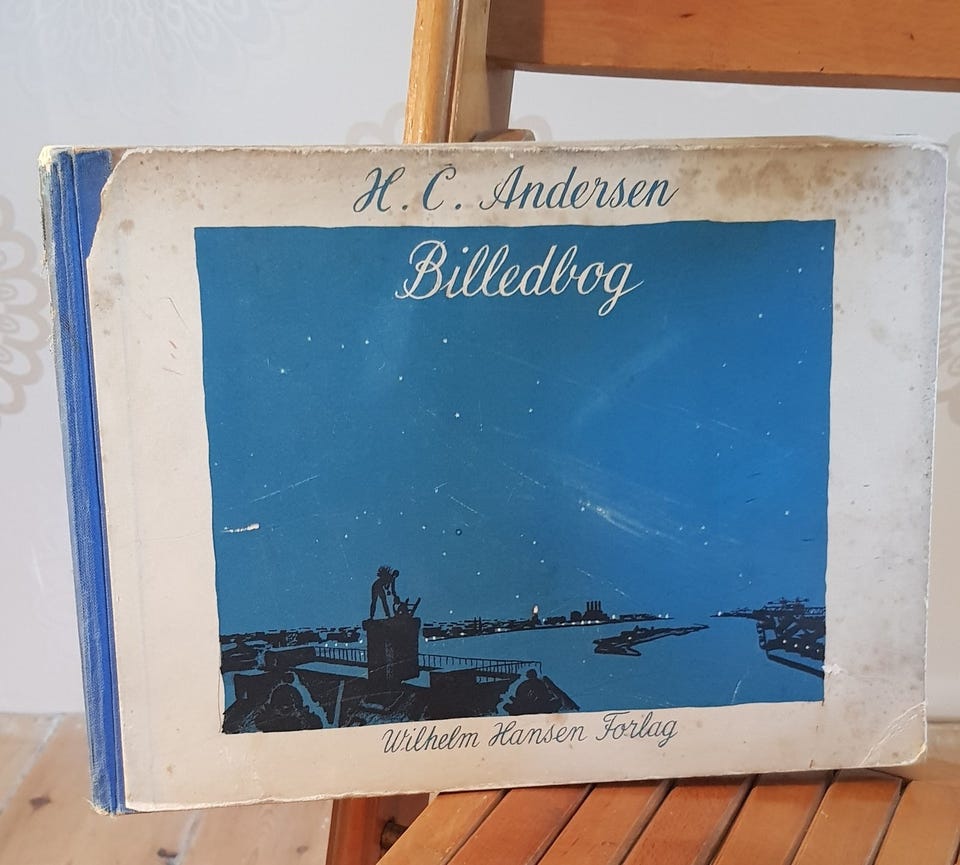 H. C. Andersen
Billedbog
Wilhelm Hansen Forlag